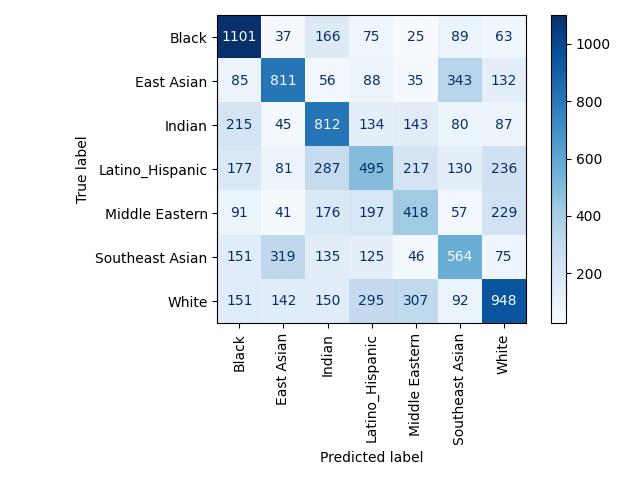 Black 1101 37 166 75 25 89 63
East Asian 85 811 56 88 35 343 132
Indian 215 45 812 134 143 80 87
Latino_Hispanic 177 81 287 495 217 130 236
Middle Eastern 91 41 176 197 418 57 229
Southeast Asian 151 319 135 125 46 564 75
White 151 142 150 295 307 92 948
True label
Black
East Asian
Indian
Latino_Hispanic
Middle Eastern
Southeast Asian
White
Predicted label
1000
800
600
400
200